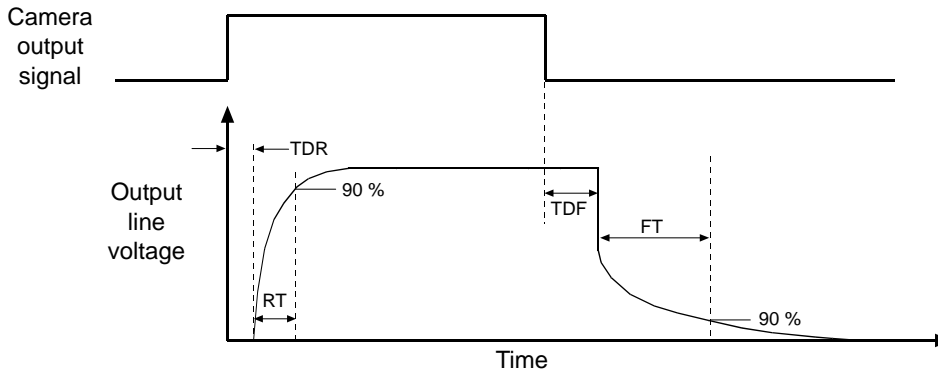 Camera
output
signal
TDR
90 %
Output
line
voltage
TDF
FT
RT
90 %
Time